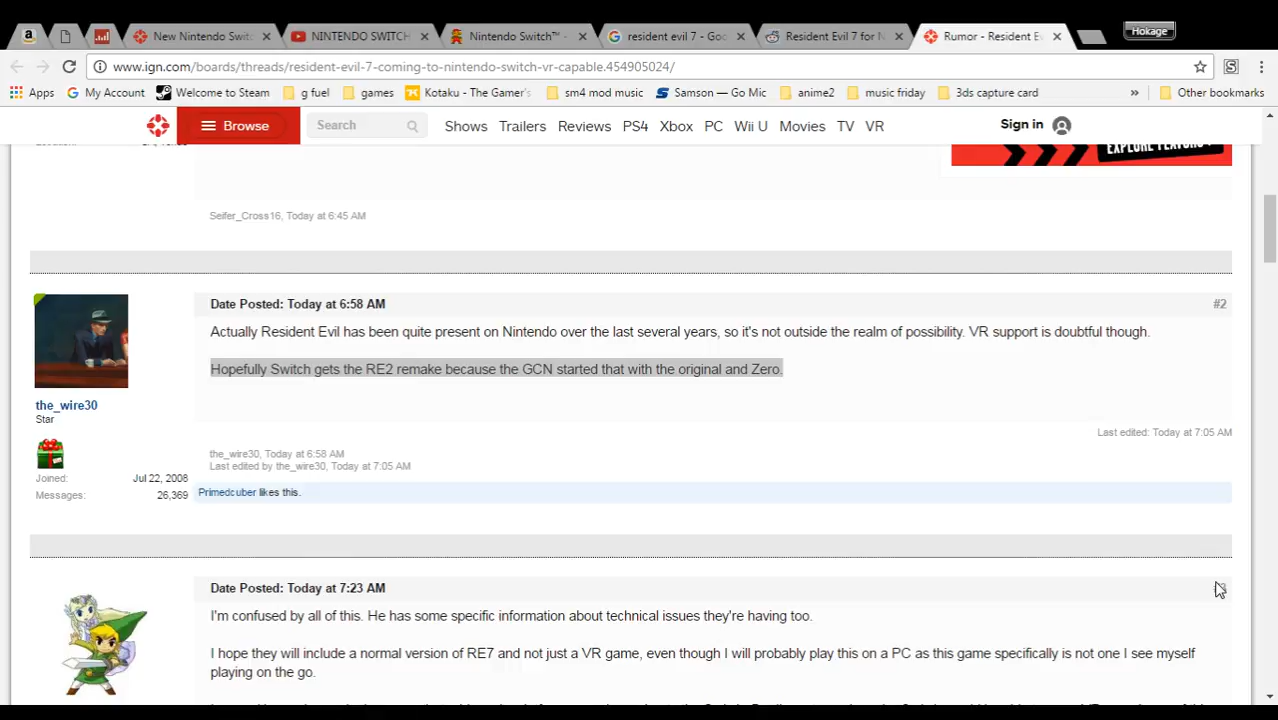 New Nintendo Swit
NINTENDO SWITCH
Nintendo Switch™ -
resident evil 7 - Goo
Resident Evil 7 for N
Rumor - Resident E
Hokage
www.ign.com/boards/threads/resident-evil-7-coming-to-nintendo-switch-vr-capable.454905024/
Apps
My Account
Welcome to Steam
g fuel
games
Kotaku - The Gamer's
sm4 mod music
Samson — Go Mic
anime2
music friday
3ds capture card
»
Other bookmarks
Browse
Search
Shows
Trailers
Reviews
PS4
Xbox
PC
Wii U
Movies
TV
VR
Sign in
Seifer_Cross16, Today at 6:45 AM
Date Posted: Today at 6:58 AM
#2
Actually Resident Evil has been quite present on Nintendo over the last several years, so it's not outside the realm of possibility. VR support is doubtful though.
Hopefully Switch gets the RE2 remake because the GCN started that with the original and Zero.
the_wire30
Star
Last edited: Today at 7:05 AM
the_wire30, Today at 6:58 AM
Last edited by the_wire30, Today at 7:05 AM
Joined: Jul 22, 2008
Messages: 26,369
Primedcuber likes this.
Date Posted: Today at 7:23 AM
I'm confused by all of this. He has some specific information about technical issues they're having too.
I hope they will include a normal version of RE7 and not just a VR game, even though I will probably play this on a PC as this game specifically is not one I see myself
playing on the go.